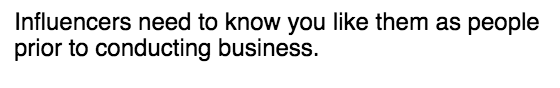 Influencers need to know you like them as people
prior to conducting business.